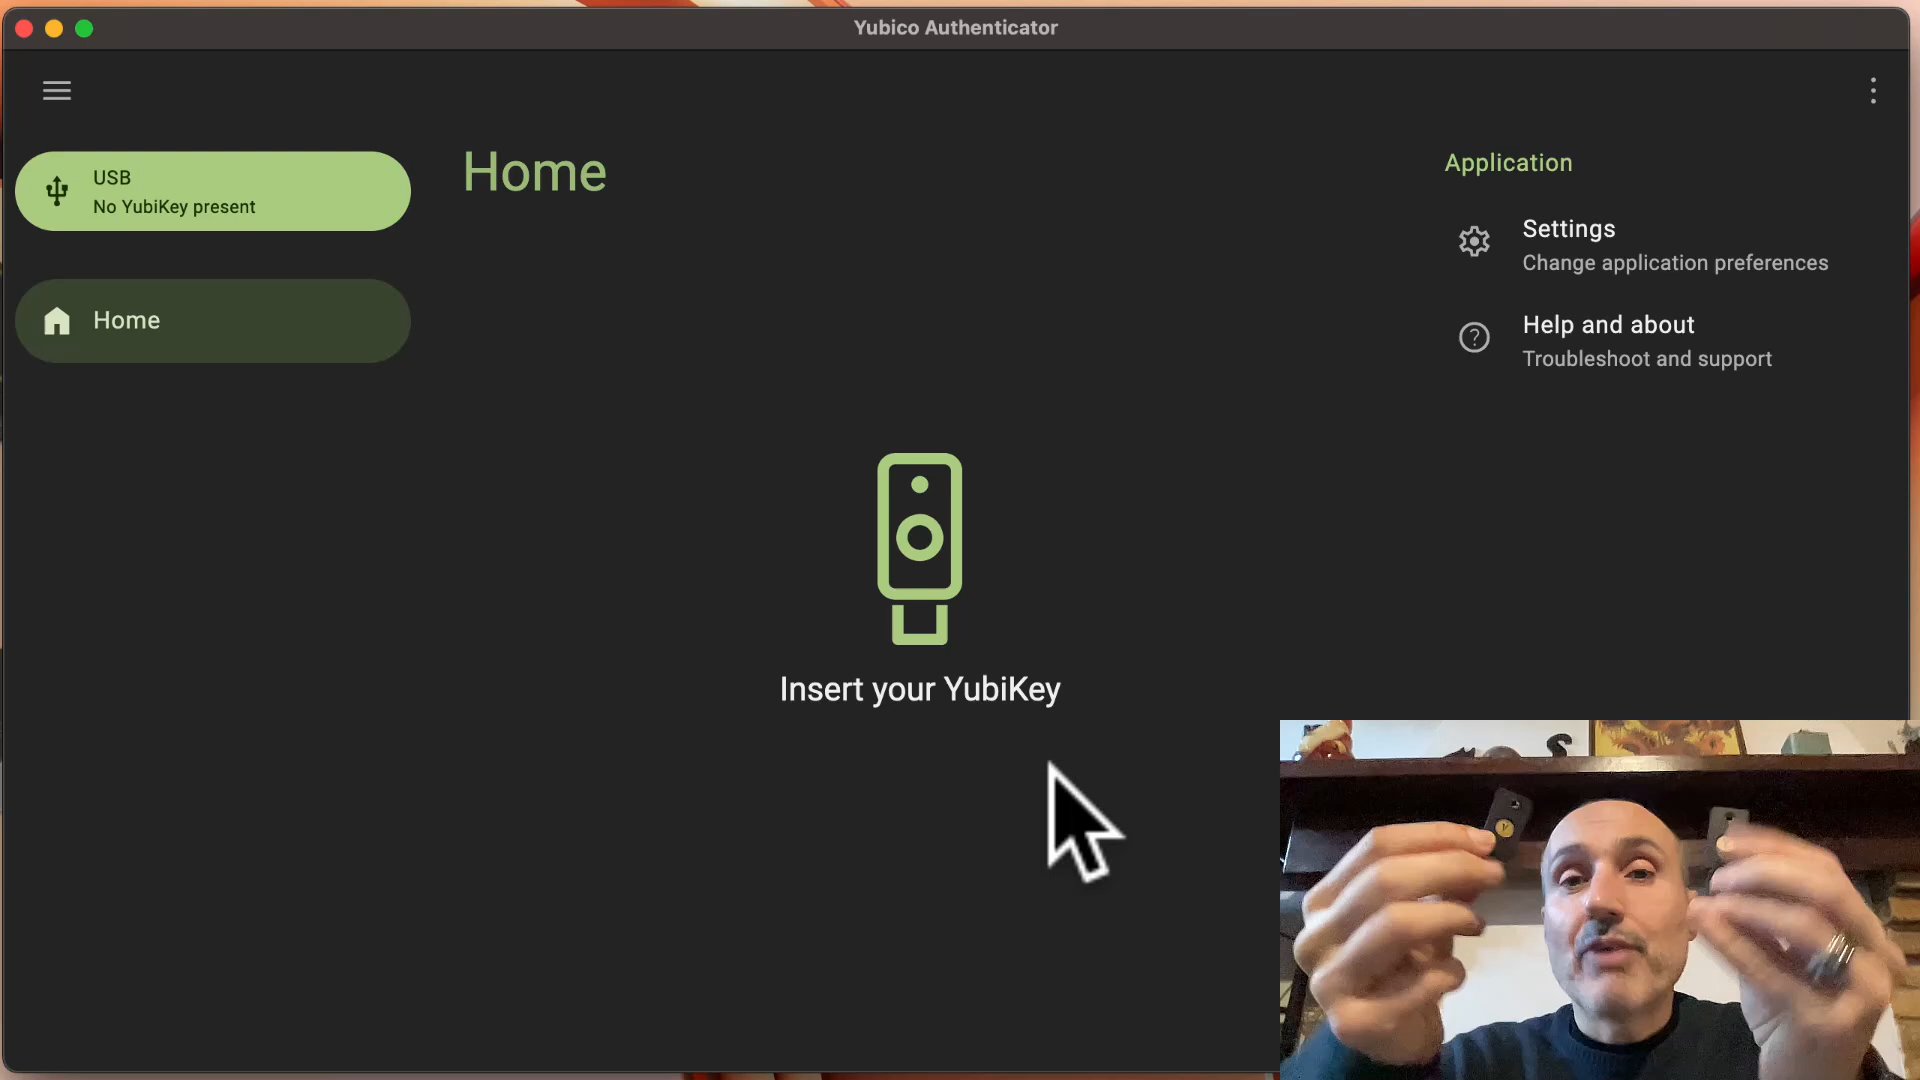 Yubico Authenticator
USB
No YubiKey present
Home
Home
Application
Settings
Change application preferences
Help and about
Troubleshoot and support
Insert your YubiKey